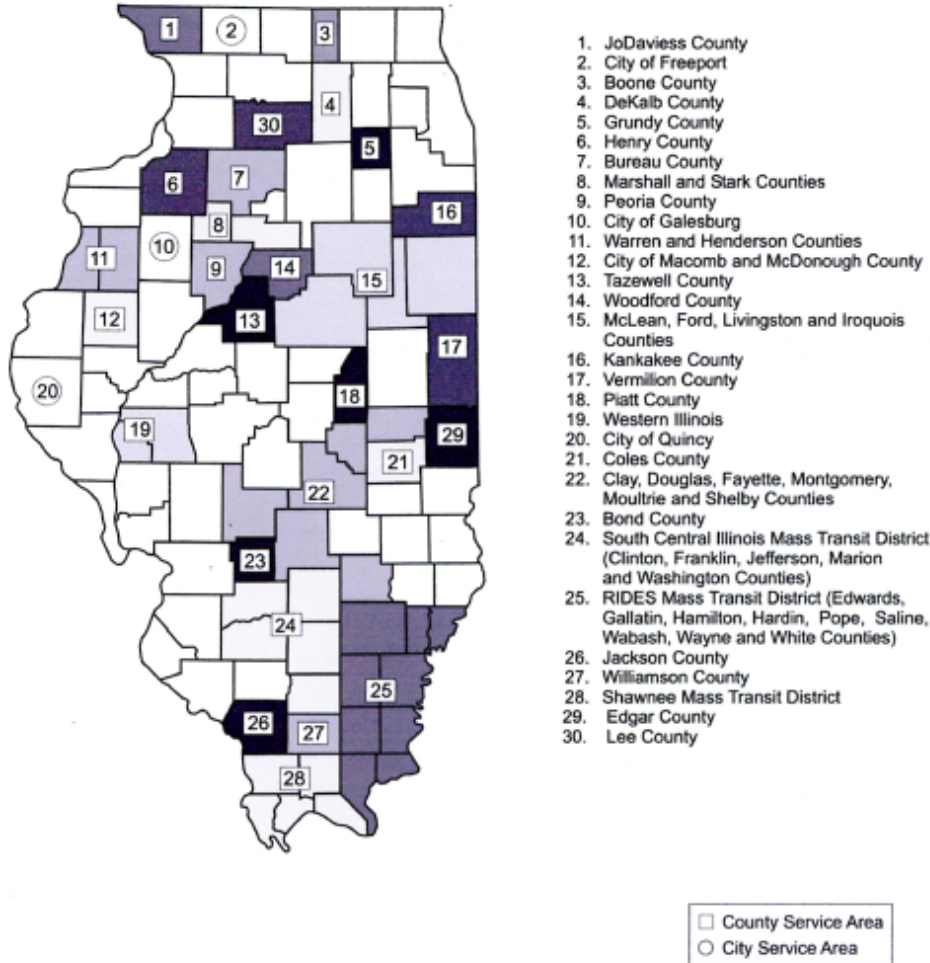 1
2
3
4
30
5
6
7
16
8
10
11
9
14
15
12
13
17
18
20
19
29
21
22
23
24
25
26
27
28
1. JoDaviess County
2. City of Freeport
3. Boone County
4. DeKalb County
5. Grundy County
6. Henry County
7. Bureau County
8. Marshall and Stark Counties
9. Peoria County
10. City of Galesburg
11. Warren and Henderson Counties
12. City of Macomb and McDonough County
13. Tazewell County
14. Woodford County
15. McLean, Ford, Livingston and Iroquois
Counties
16. Kankakee County
17. Vermilion County
18. Piatt County
19. Western Illinois
20. City of Quincy
21. Coles County
22. Clay, Douglas, Fayette, Montgomery,
Moultrie and Shelby Counties
23. Bond County
24. South Central Illinois Mass Transit District
(Clinton, Franklin, Jefferson, Marion
and Washington Counties)
25. RIDES Mass Transit District (Edwards,
Gallatin, Hamilton, Hardin, Pope, Saline,
Wabash, Wayne and White Counties)
26. Jackson County
27. Williamson County
28. Shawnee Mass Transit District
29. Edgar County
30. Lee County
County Service Area
City Service Area